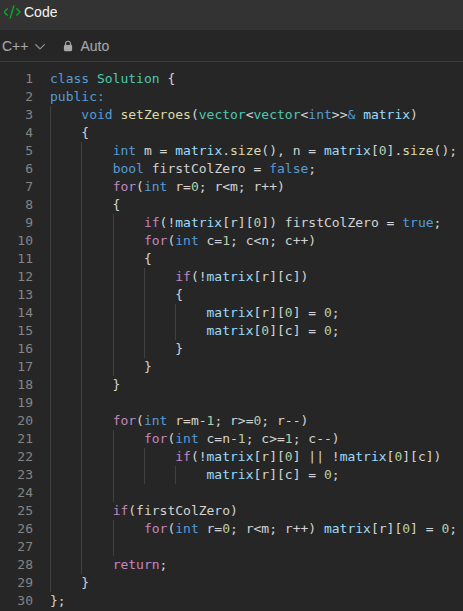 </> Code
C++ Auto
1 class Solution {
2 public:
3     void setZeroes(vector<vector<int>>& matrix)
4     {
5         int m = matrix.size(), n = matrix[0].size();
6         bool firstColZero = false;
7         for(int r=0; r<m; r++)
8         {
9             if(!matrix[r][0]) firstColZero = true;
10             for(int c=1; c<n; c++)
11             {
12                 if(!matrix[r][c])
13                 {
14                     matrix[r][0] = 0;
15                     matrix[0][c] = 0;
16                 }
17             }
18         }
19
20         for(int r=m-1; r>=0; r--)
21             for(int c=n-1; c>=1; c--)
22                 if(!matrix[r][0] || !matrix[0][c])
23                     matrix[r][c] = 0;
24
25         if(firstColZero)
26             for(int r=0; r<m; r++) matrix[r][0] = 0;
27
28         return;
29     }
30 };